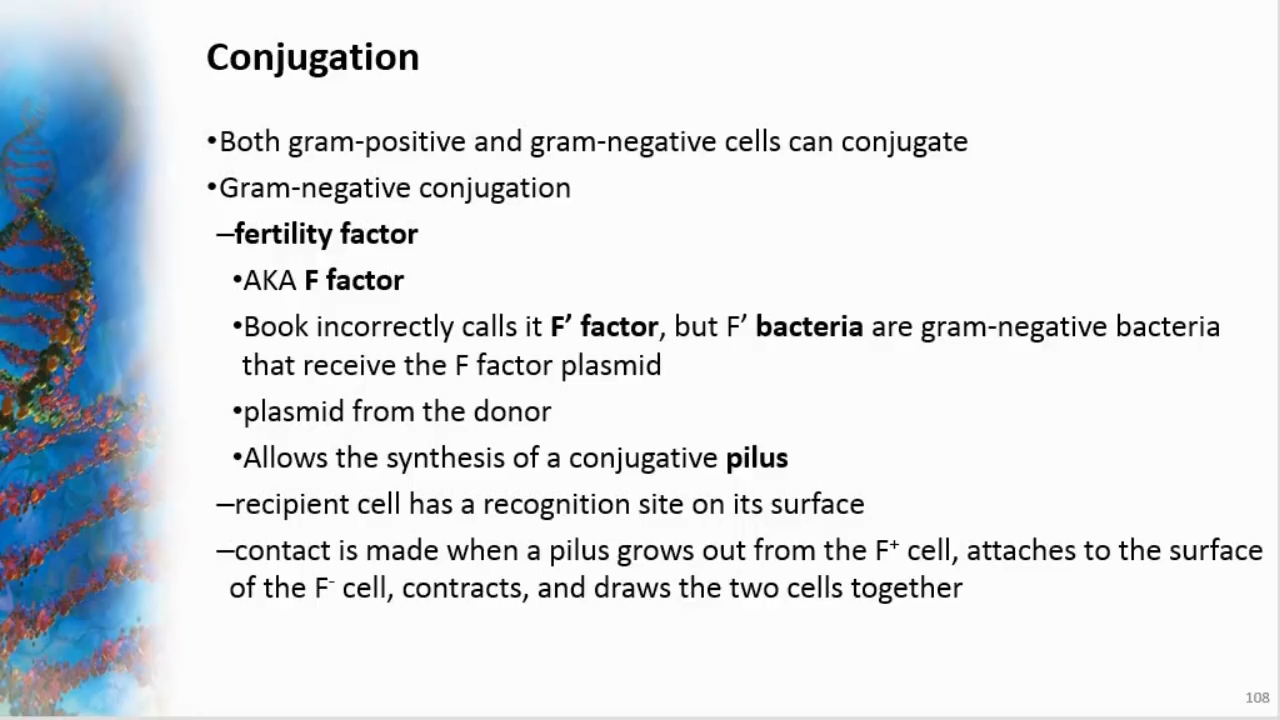 Conjugation
•Both gram-positive and gram-negative cells can conjugate
•Gram-negative conjugation
–fertility factor
•AKA F factor
•Book incorrectly calls it F’ factor, but F’ bacteria are gram-negative bacteria
that receive the F factor plasmid
•plasmid from the donor
•Allows the synthesis of a conjugative pilus
–recipient cell has a recognition site on its surface
–contact is made when a pilus grows out from the F⁺ cell, attaches to the surface
of the F⁻ cell, contracts, and draws the two cells together
108